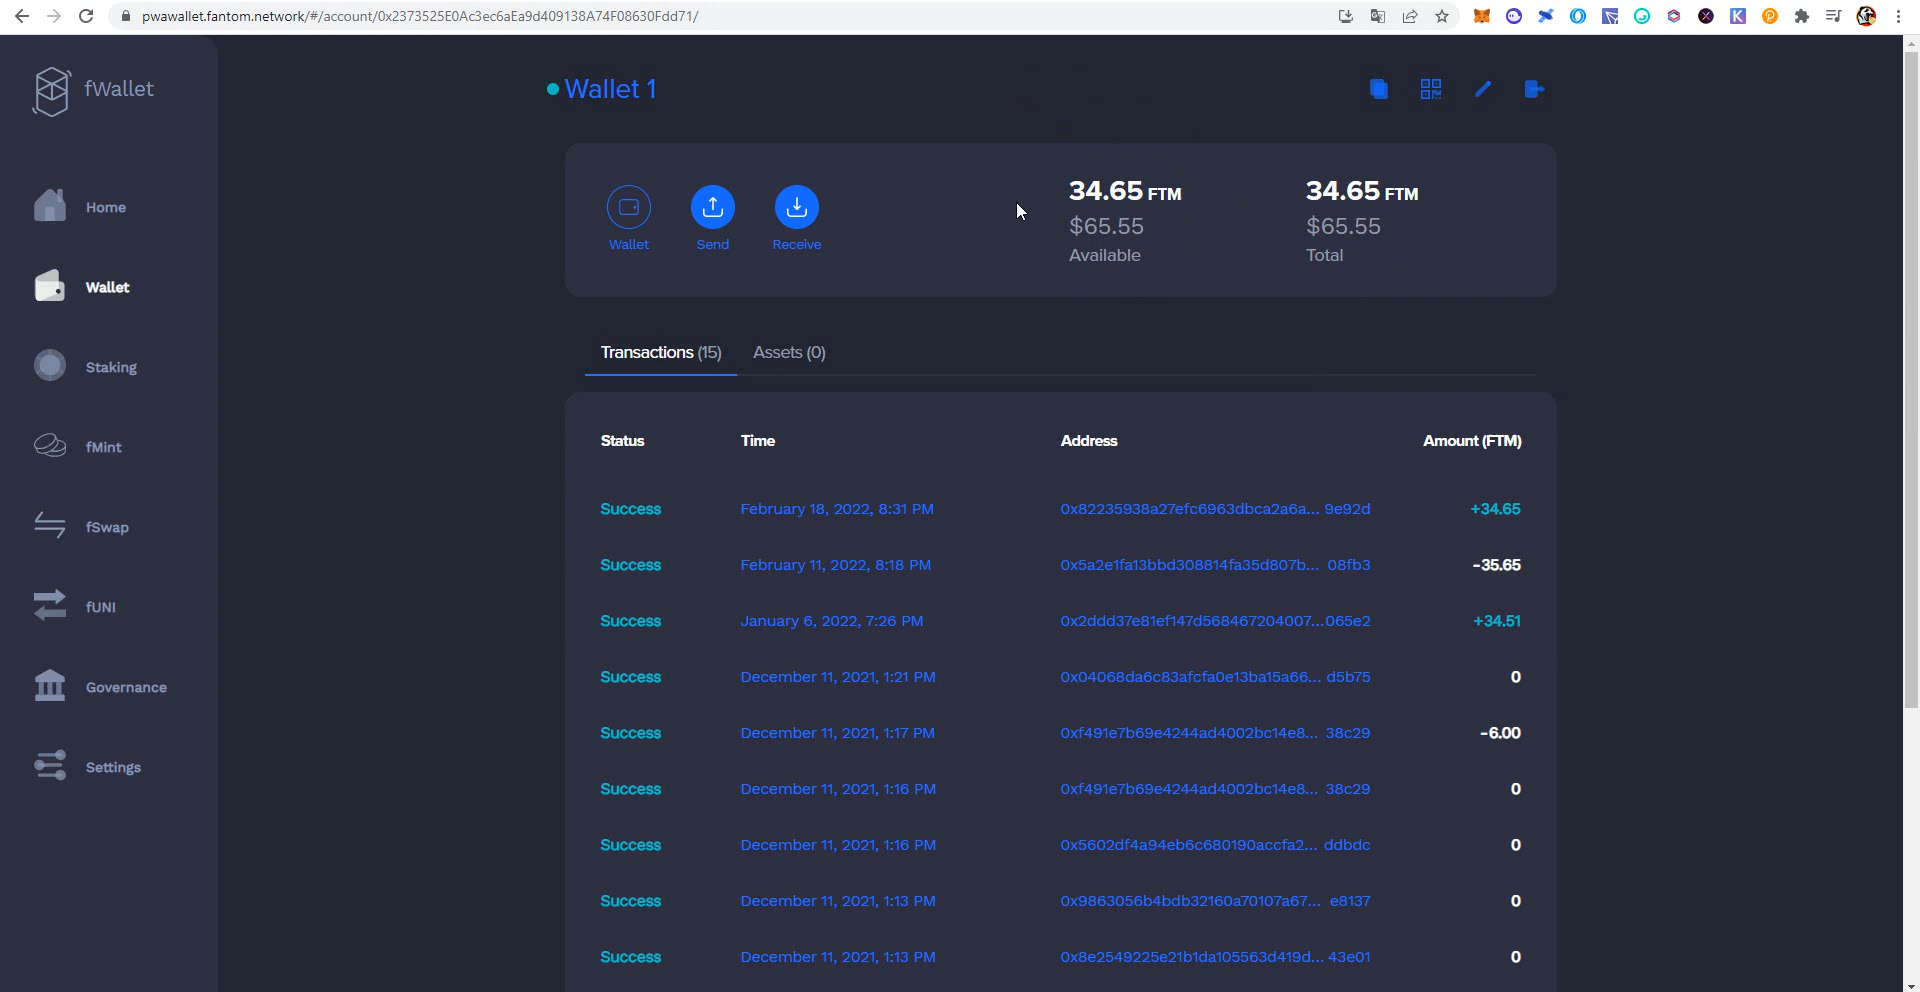 pwawallet.fantom.network/#/account/0x2373525E0Ac3ec6aEa9d409138A74F08630Fdd71/
fWallet
Wallet 1
Home
Wallet
Staking
fMint
fSwap
fUNI
Governance
Settings
Wallet
Send
Receive
34.65 FTM
$65.55
Available
34.65 FTM
$65.55
Total
Transactions (15) Assets (0)
Status Time Address Amount (FTM)
Success February 18, 2022, 8:31 PM 0x82235938a27efc6963dbca2a6a... 9e92d +34.65
Success February 11, 2022, 8:18 PM 0x5a2e1fa13bbd308814fa35d807b... 08fb3 -35.65
Success January 6, 2022, 7:26 PM 0x2ddd37e81ef147d568467204007...065e2 +34.51
Success December 11, 2021, 1:21 PM 0x04068da6c83afcfa0e13ba15a66... d5b75 0
Success December 11, 2021, 1:17 PM 0xf491e7b69e4244ad4002bc14e8... 38c29 -6.00
Success December 11, 2021, 1:16 PM 0xf491e7b69e4244ad4002bc14e8... 38c29 0
Success December 11, 2021, 1:16 PM 0x5602df4a94eb6c680190accfa2... ddbdc 0
Success December 11, 2021, 1:13 PM 0x9863056b4bdb32160a70107a67... e8137 0
Success December 11, 2021, 1:13 PM 0x8e2549225e21b1da105563d419d... 43e01 0